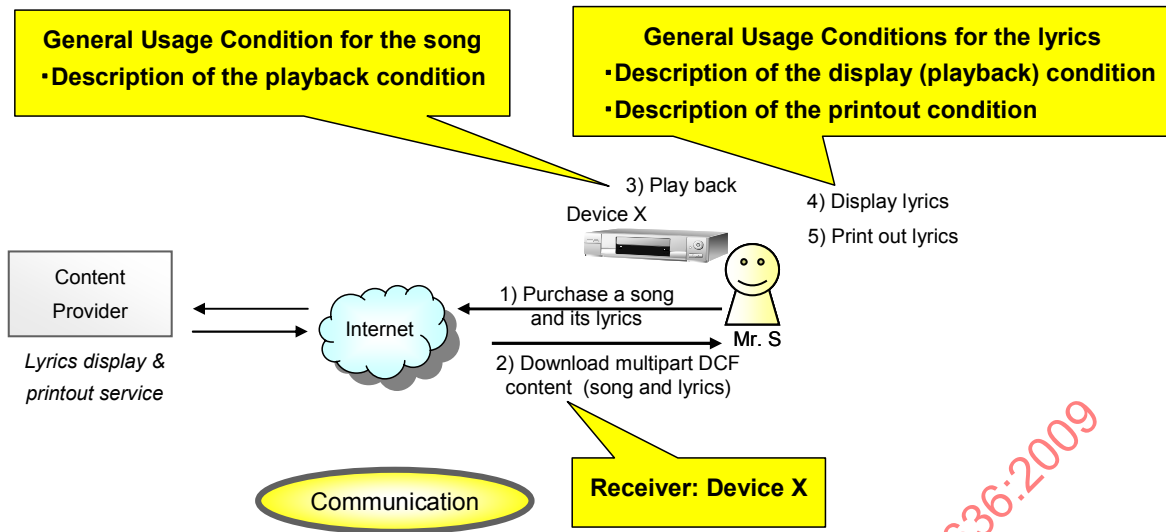 General Usage Condition for the song
・Description of the playback condition
General Usage Conditions for the lyrics
・Description of the display (playback) condition
・Description of the printout condition
3) Play back
Device X
4) Display lyrics
5) Print out lyrics
Content
Provider
Lyrics display &
printout service
Internet
1) Purchase a song
and its lyrics
Mr. S
2) Download multipart DCF
content (song and lyrics)
Receiver: Device X
Communication
636:2009